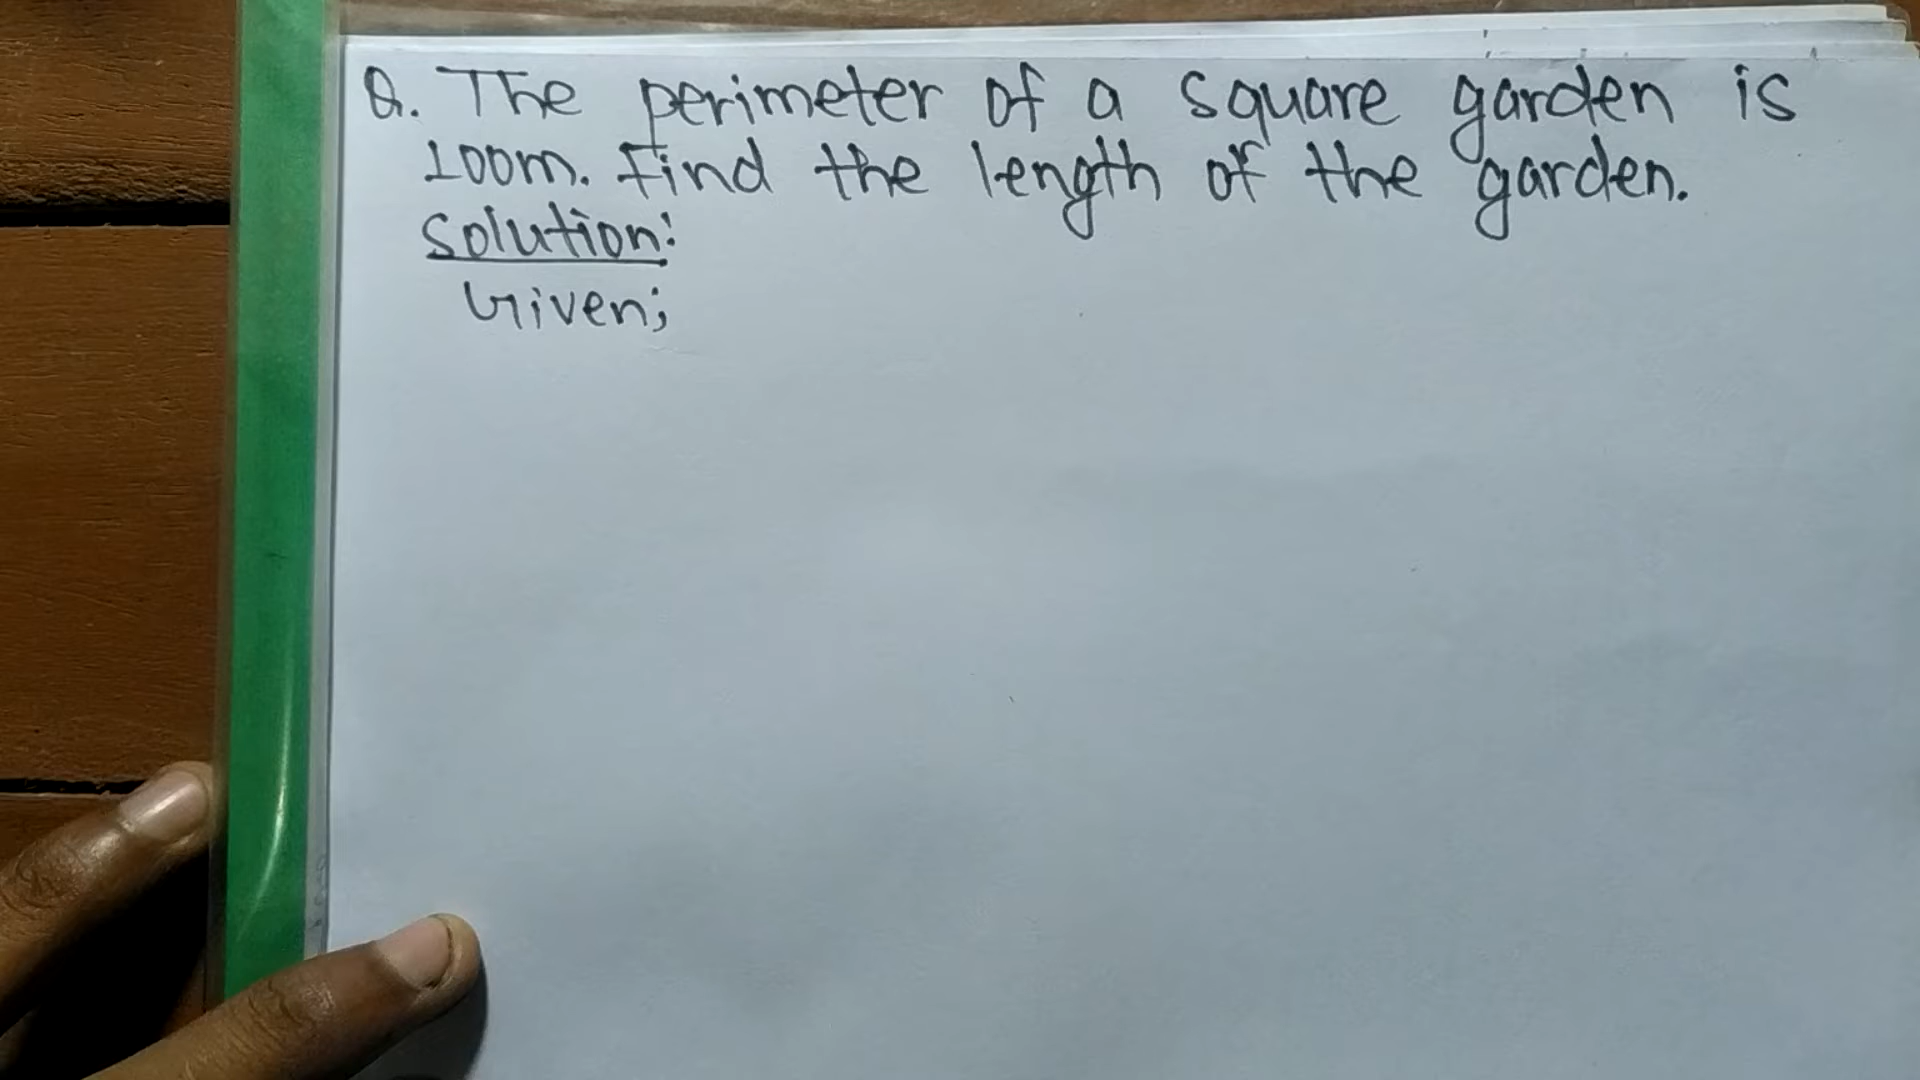 Q. The perimeter of a square garden is
100m. Find the length of the garden.
Solution:
Given;